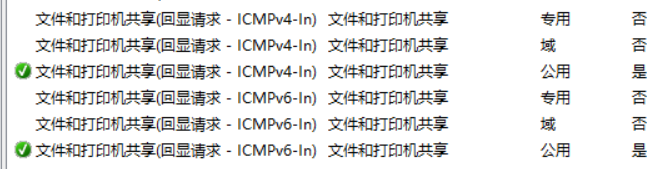 文件和打印机共享(回显请求 - ICMPv4-In) 文件和打印机共享 专用 否
文件和打印机共享(回显请求 - ICMPv4-In) 文件和打印机共享 域 否
文件和打印机共享(回显请求 - ICMPv4-In) 文件和打印机共享 公用 是
文件和打印机共享(回显请求 - ICMPv6-In) 文件和打印机共享 专用 否
文件和打印机共享(回显请求 - ICMPv6-In) 文件和打印机共享 域 否
文件和打印机共享(回显请求 - ICMPv6-In) 文件和打印机共享 公用 是